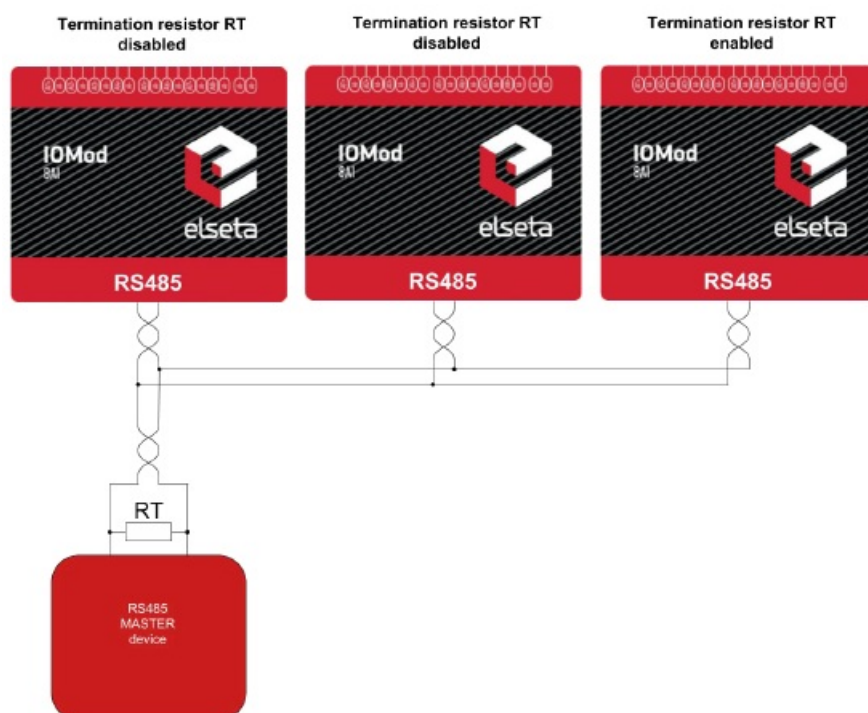 Termination resistor RT
disabled
Termination resistor RT
disabled
Termination resistor RT
enabled
IOMod
8AI
elseta
RS485
IOMod
8AI
elseta
RS485
IOMod
8AI
elseta
RS485
RT
RS485
MASTER
device